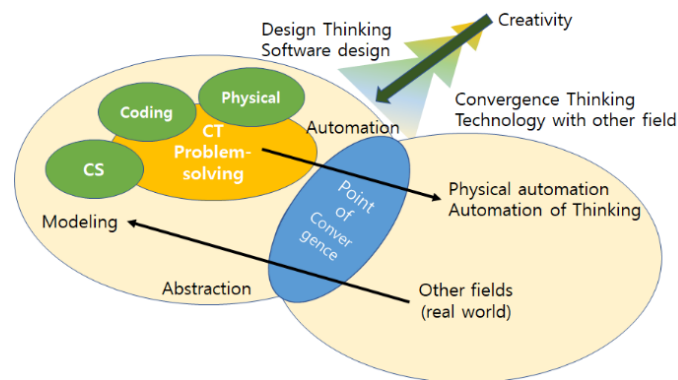 Design Thinking
Software design
Creativity
Convergence Thinking
Technology with other field
Physical
Coding
CT
Problem-
solving
CS
Automation
Point
of
Conver
gence
Physical automation
Automation of Thinking
Modeling
Abstraction
Other fields
(real world)